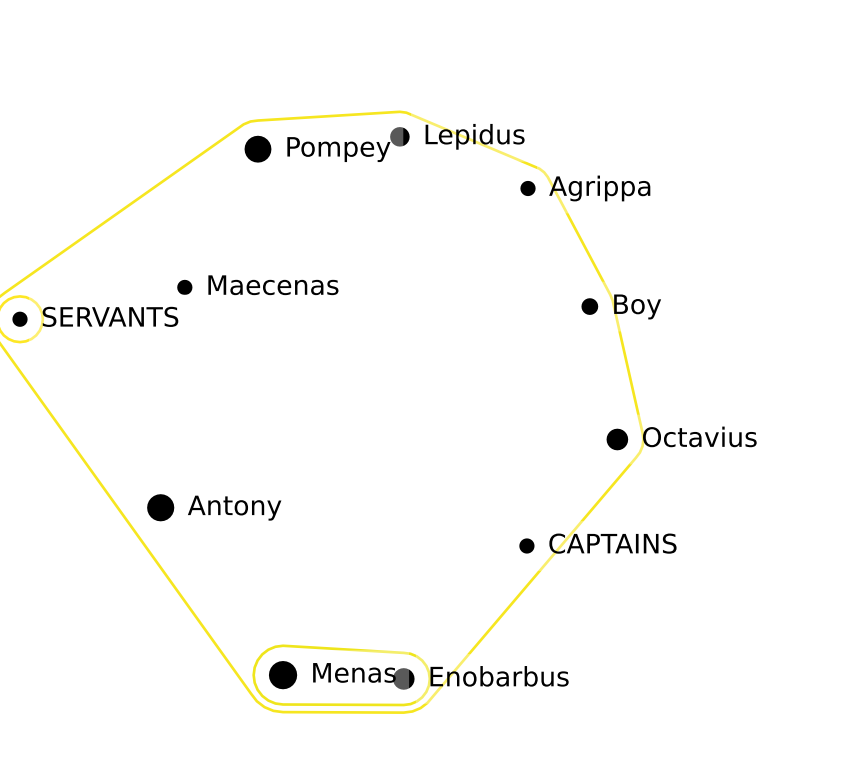 Lepidus
Pompey
Agrippa
Maecenas
Boy
SERVANTS
Octavius
Antony
CAPTAINS
Menas
Enobarbus